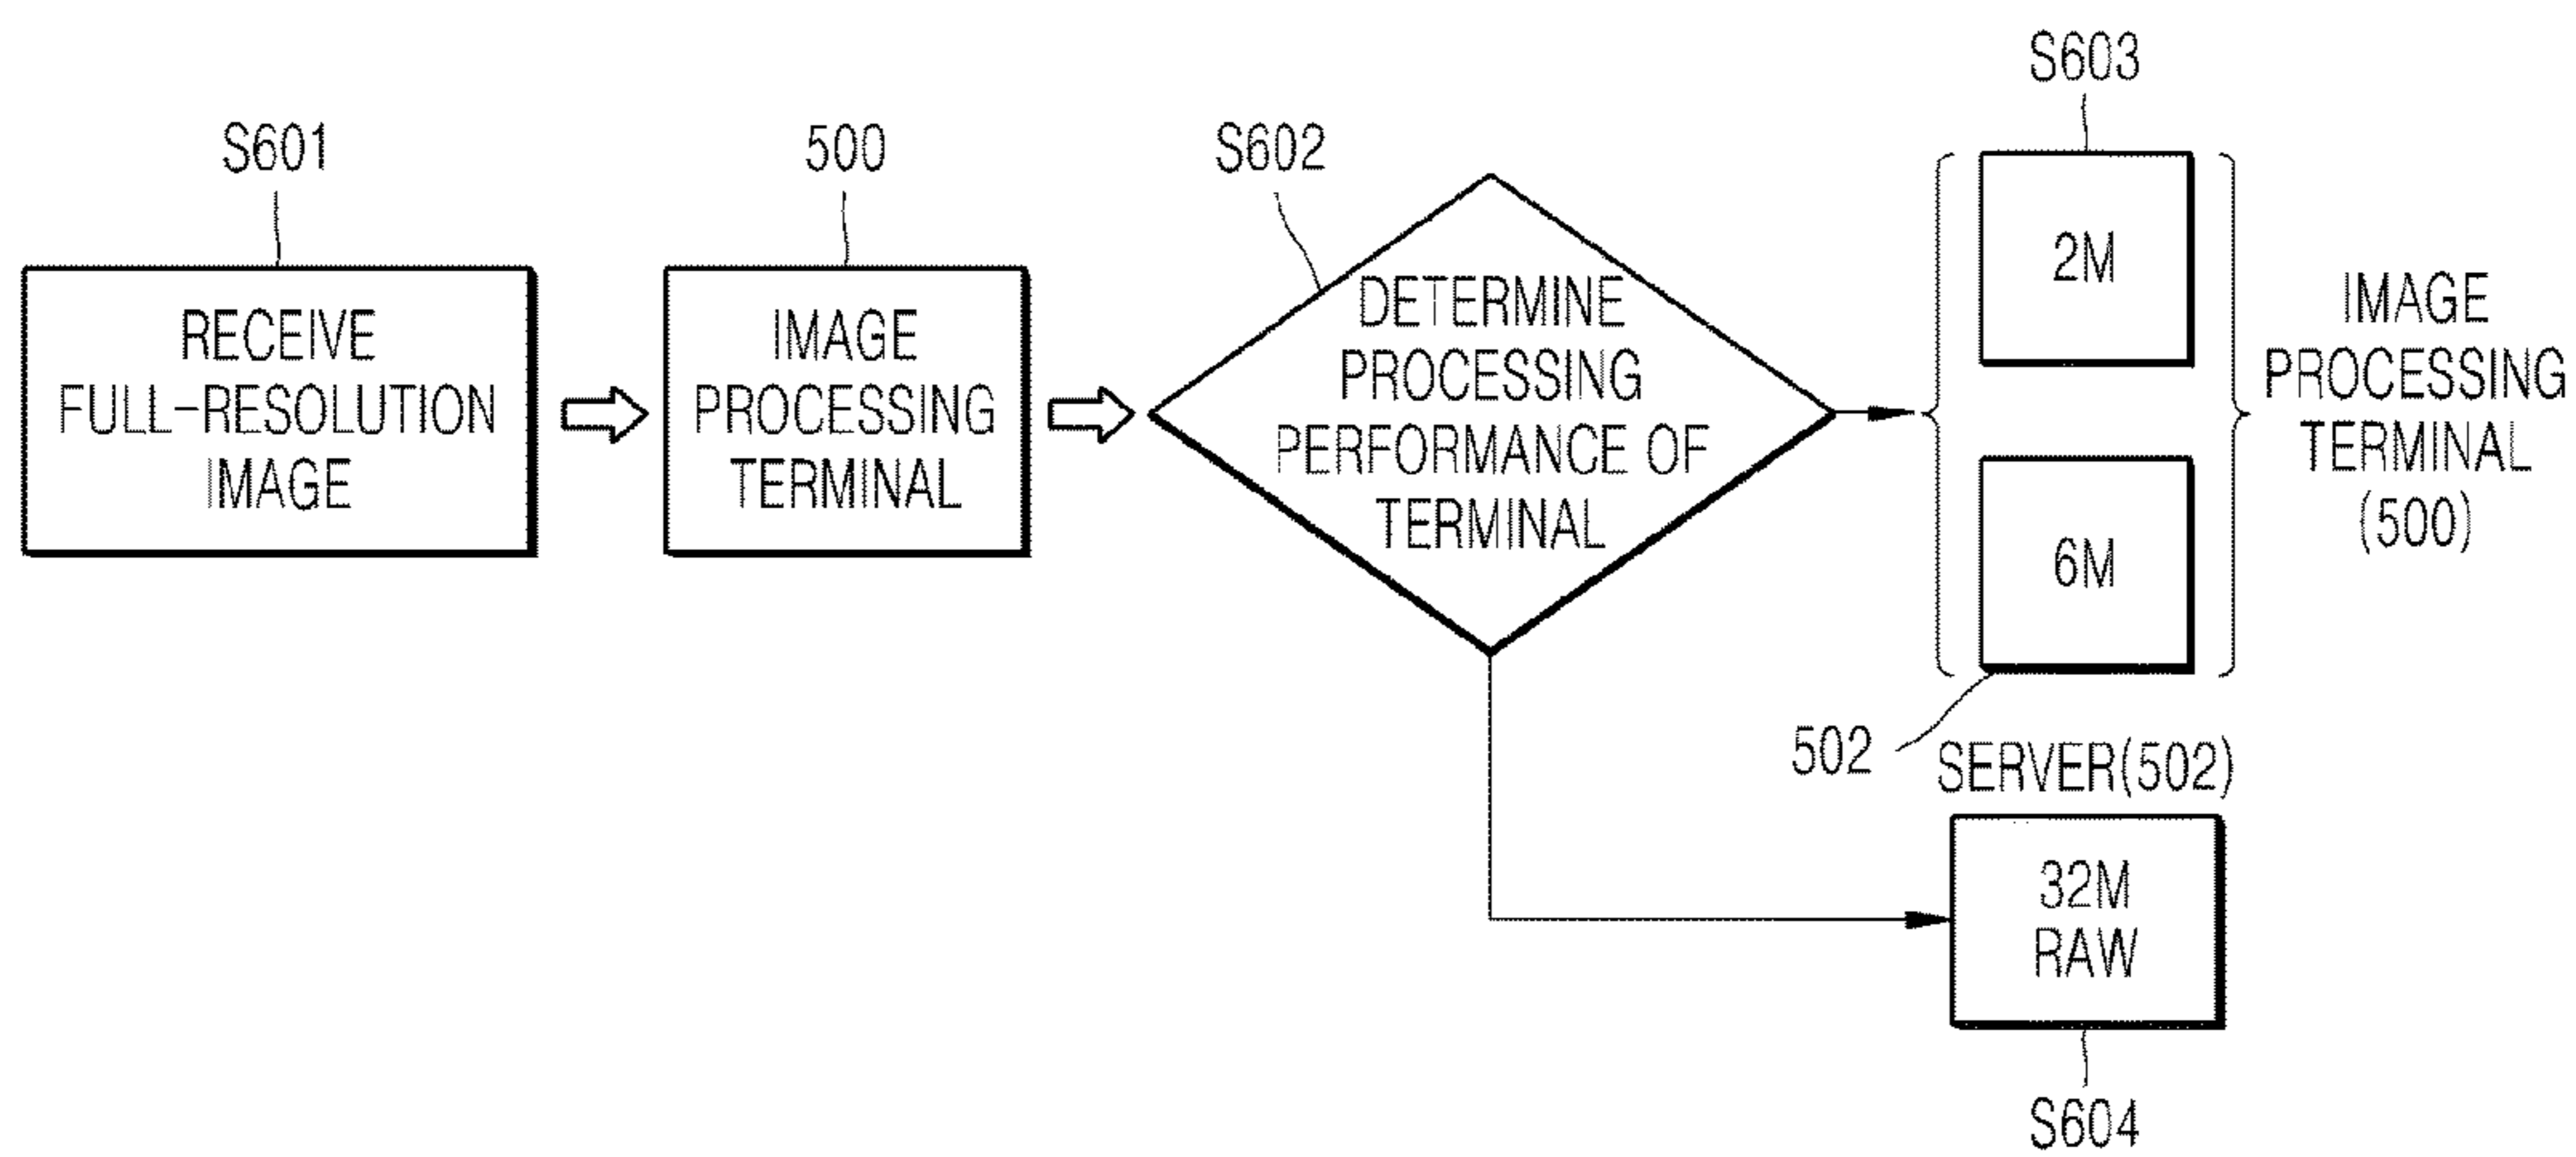 S601
RECEIVE
FULL-RESOLUTION
IMAGE
500
IMAGE
PROCESSING
TERMINAL
S602
DETERMINE
PROCESSING
PERFORMANCE OF
TERMINAL
S603
2M
6M
502
IMAGE
PROCESSING
TERMINAL
(500)
SERVER(502)
32M
RAW
S604